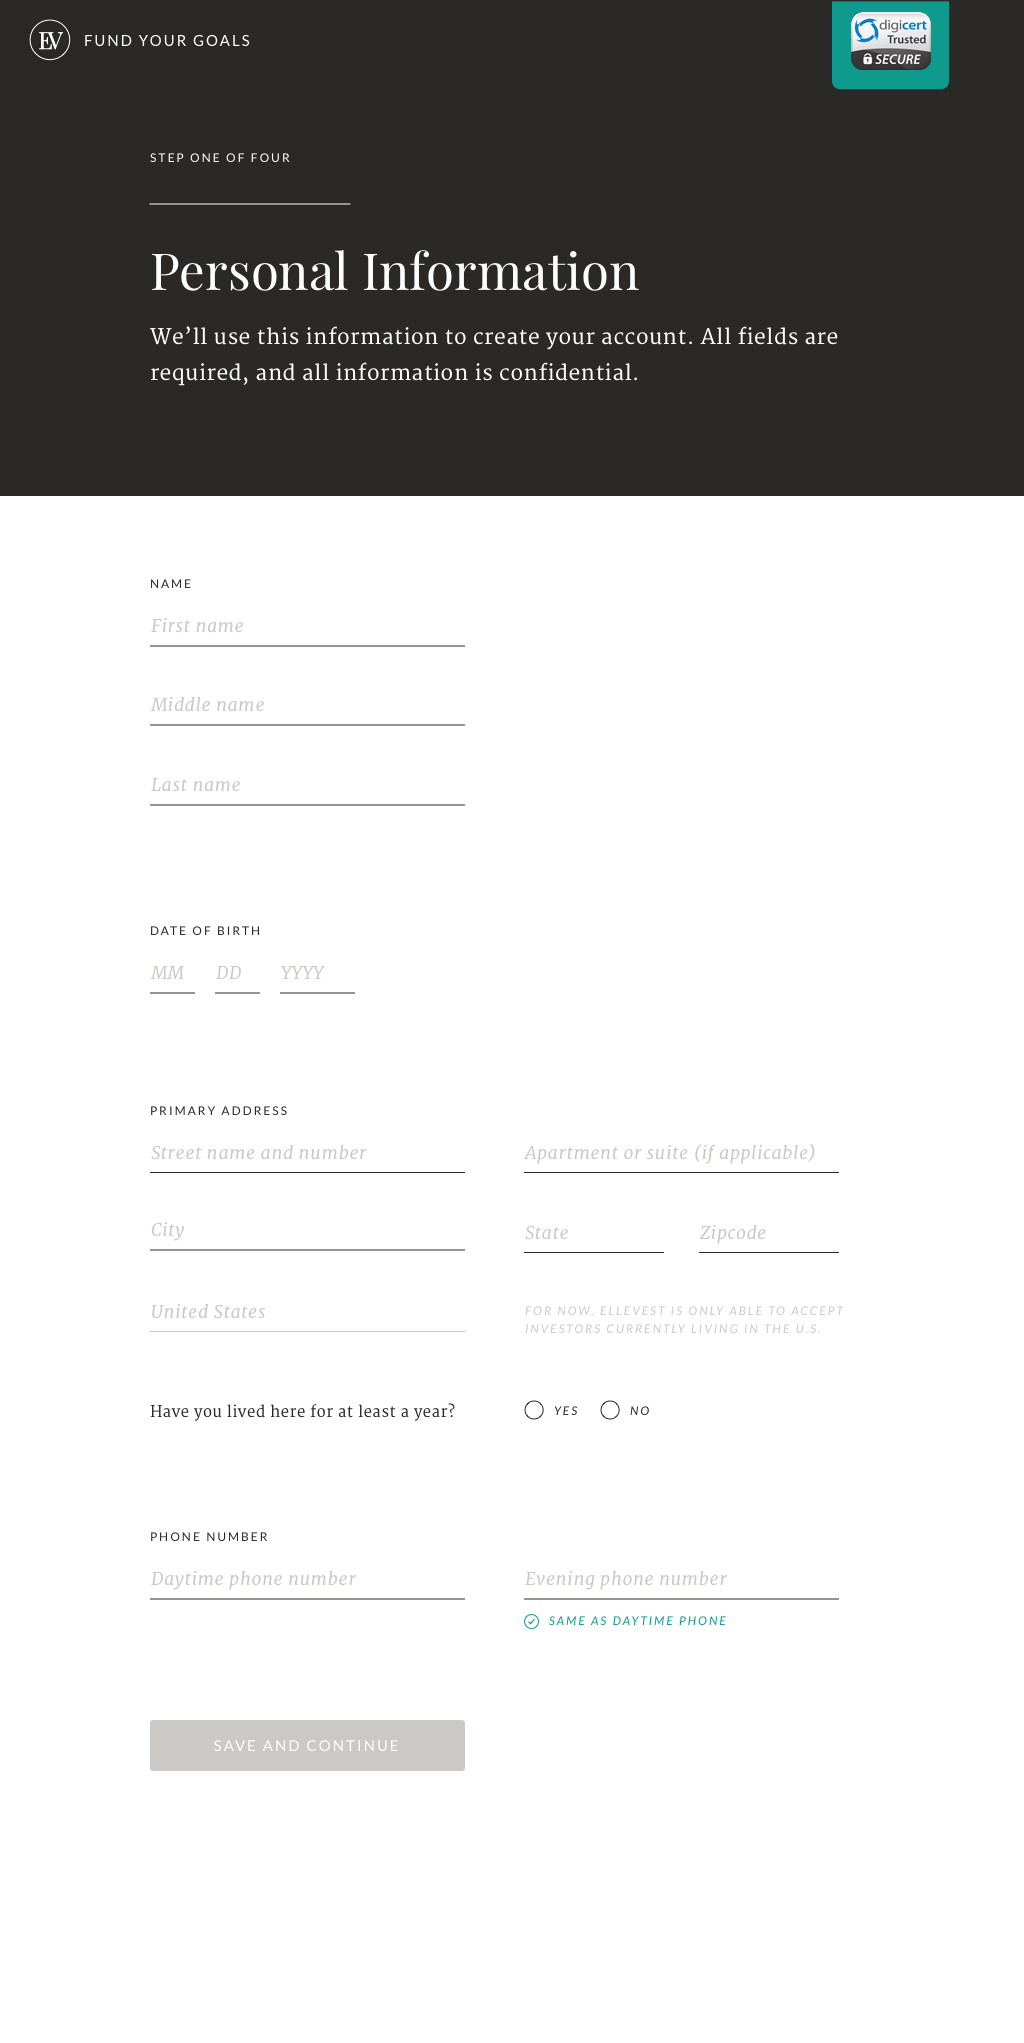 EV FUND YOUR GOALS
digicert
Trusted
SECURE
STEP ONE OF FOUR
Personal Information
We’ll use this information to create your account. All fields are
required, and all information is confidential.
NAME
First name
Middle name
Last name
DATE OF BIRTH
MM DD YYYY
PRIMARY ADDRESS
Street name and number Apartment or suite (if applicable)
City State Zipcode
United States
FOR NOW, ELLEVEST IS ONLY ABLE TO ACCEPT
INVESTORS CURRENTLY LIVING IN THE U.S.
Have you lived here for at least a year? YES NO
PHONE NUMBER
Daytime phone number Evening phone number
SAME AS DAYTIME PHONE
SAVE AND CONTINUE